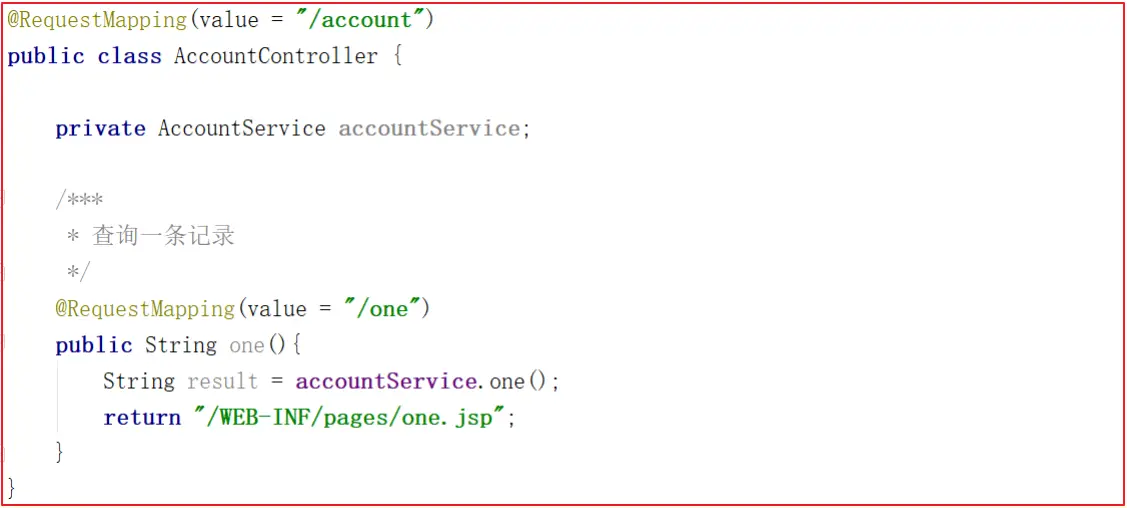 @RequestMapping(value = "/account")
public class AccountController {
private AccountService accountService;
/***
* 查询一条记录
*/
@RequestMapping(value = "/one")
public String one(){
String result = accountService.one();
return "/WEB-INF/pages/one.jsp";
}
}